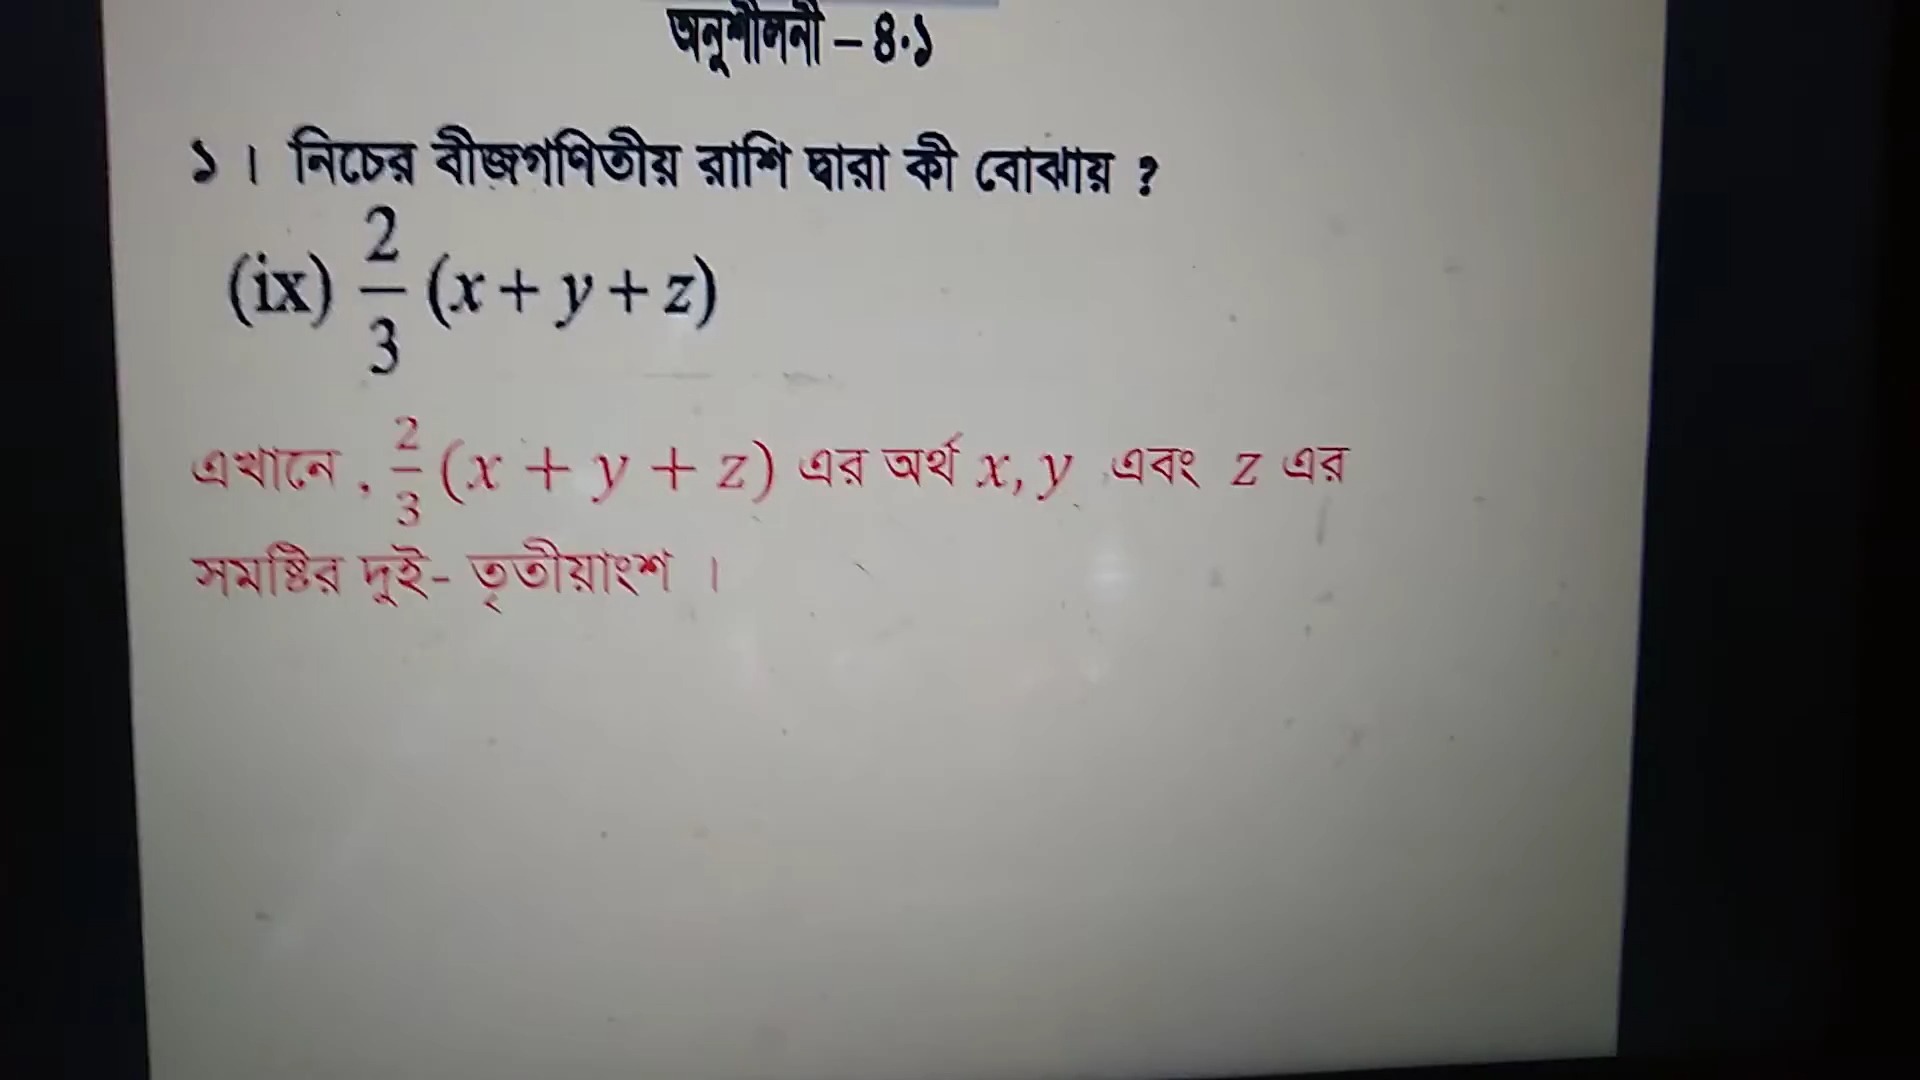 অনুশীলনী – ৪.১
১ । নিচের বীজগণিতীয় রাশি দ্বারা কী বোঝায় ?
(ix) 2/3 (x + y + z)
এখানে , 2/3 (x + y + z) এর অর্থ x, y এবং z এর
সমষ্টির দুই- তৃতীয়াংশ ।